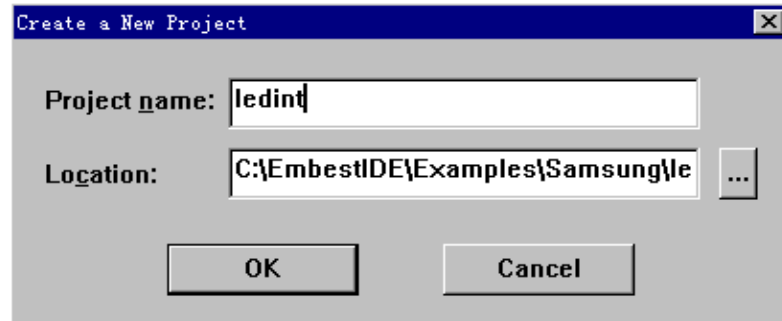 Create a New Project
Project name: ledint
Location: C:\EmbestIDE\Examples\Samsung\le ...
OK Cancel